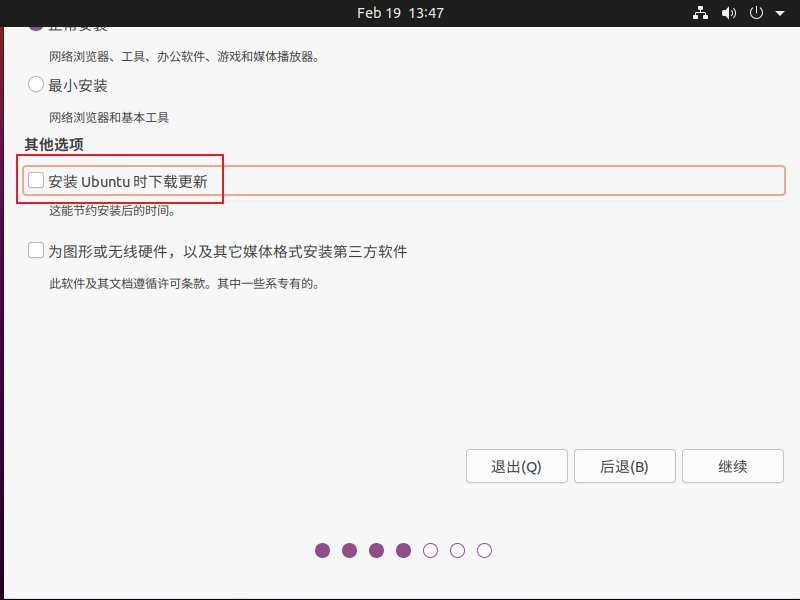 Feb 19 13:47
正常安装
网络浏览器、工具、办公软件、游戏和媒体播放器。
最小安装
网络浏览器和基本工具
其他选项
安装 Ubuntu 时下载更新
这能节约安装后的时间。
为图形或无线硬件，以及其它媒体格式安装第三方软件
此软件及其文档遵循许可条款。其中一些系专有的。
退出(Q) 后退(B) 继续